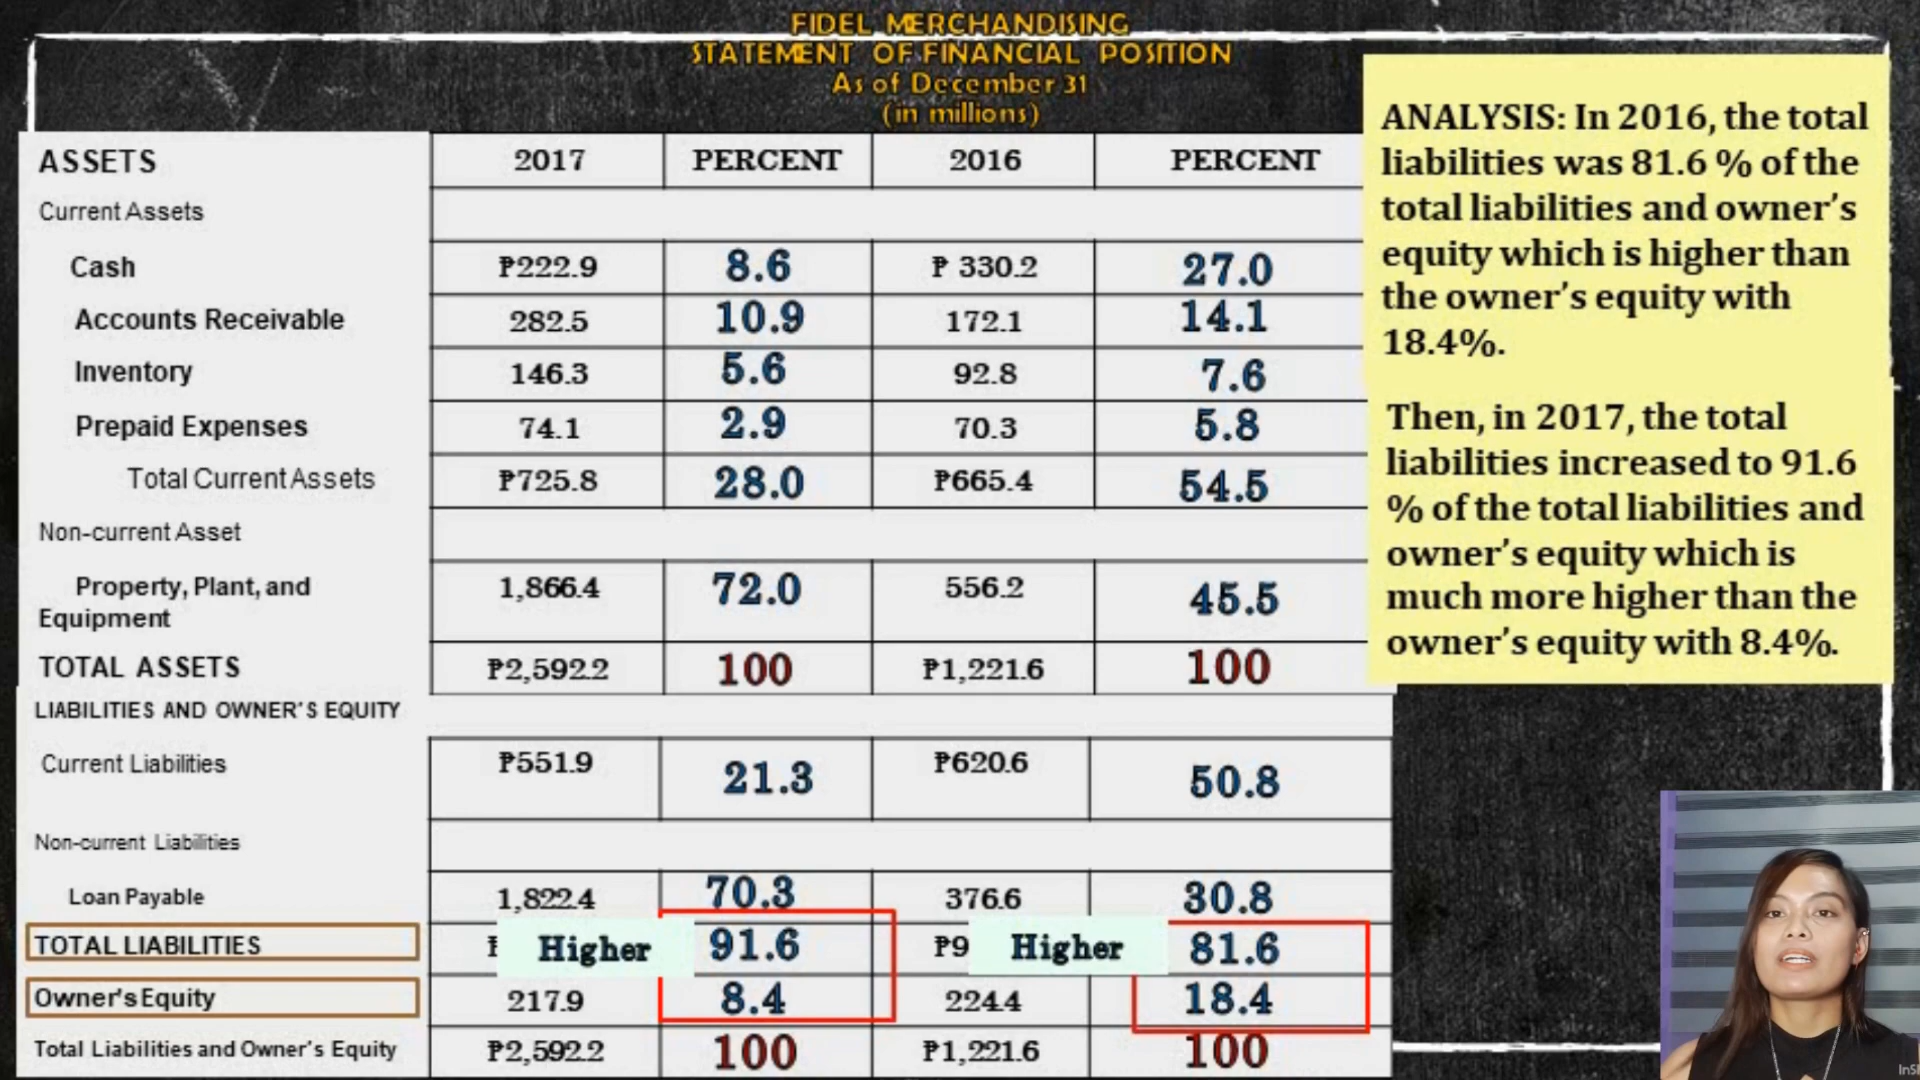 FIDEL MERCHANDISING
STATEMENT OF FINANCIAL POSITION
As of December 31
(in millions)
ASSETS 2017 PERCENT 2016 PERCENT
Current Assets
Cash ₱222.9 8.6 ₱ 330.2 27.0
Accounts Receivable 282.5 10.9 172.1 14.1
Inventory 146.3 5.6 92.8 7.6
Prepaid Expenses 74.1 2.9 70.3 5.8
Total Current Assets ₱725.8 28.0 ₱665.4 54.5
Non-current Asset
Property, Plant, and
Equipment 1,866.4 72.0 556.2 45.5
TOTAL ASSETS ₱2,592.2 100 ₱1,221.6 100
LIABILITIES AND OWNER'S EQUITY
Current Liabilities ₱551.9 21.3 ₱620.6 50.8
Non-current Liabilities
Loan Payable 1,822.4 70.3 376.6 30.8
TOTAL LIABILITIES Higher 91.6 ₱9 Higher 81.6
Owner's Equity 217.9 8.4 224.4 18.4
Total Liabilities and Owner's Equity ₱2,592.2 100 ₱1,221.6 100
ANALYSIS: In 2016, the total
liabilities was 81.6 % of the
total liabilities and owner's
equity which is higher than
the owner's equity with
18.4%.
Then, in 2017, the total
liabilities increased to 91.6
% of the total liabilities and
owner's equity which is
much more higher than the
owner's equity with 8.4%.